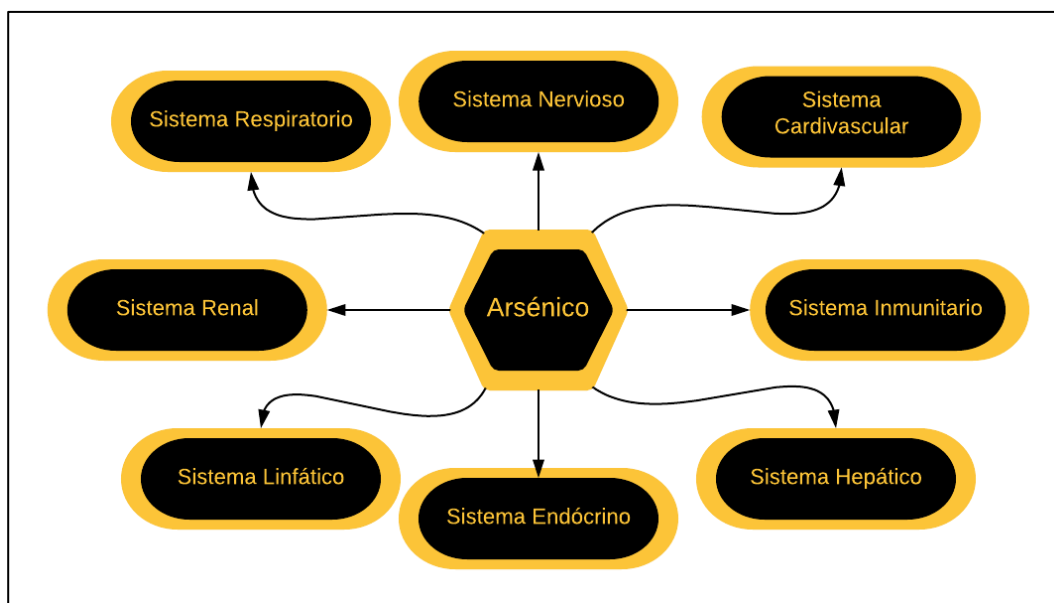 Sistema Respiratorio
Sistema Nervioso
Sistema
Cardivascular
Sistema Renal
Arsénico
Sistema Inmunitario
Sistema Linfático
Sistema Endócrino
Sistema Hepático